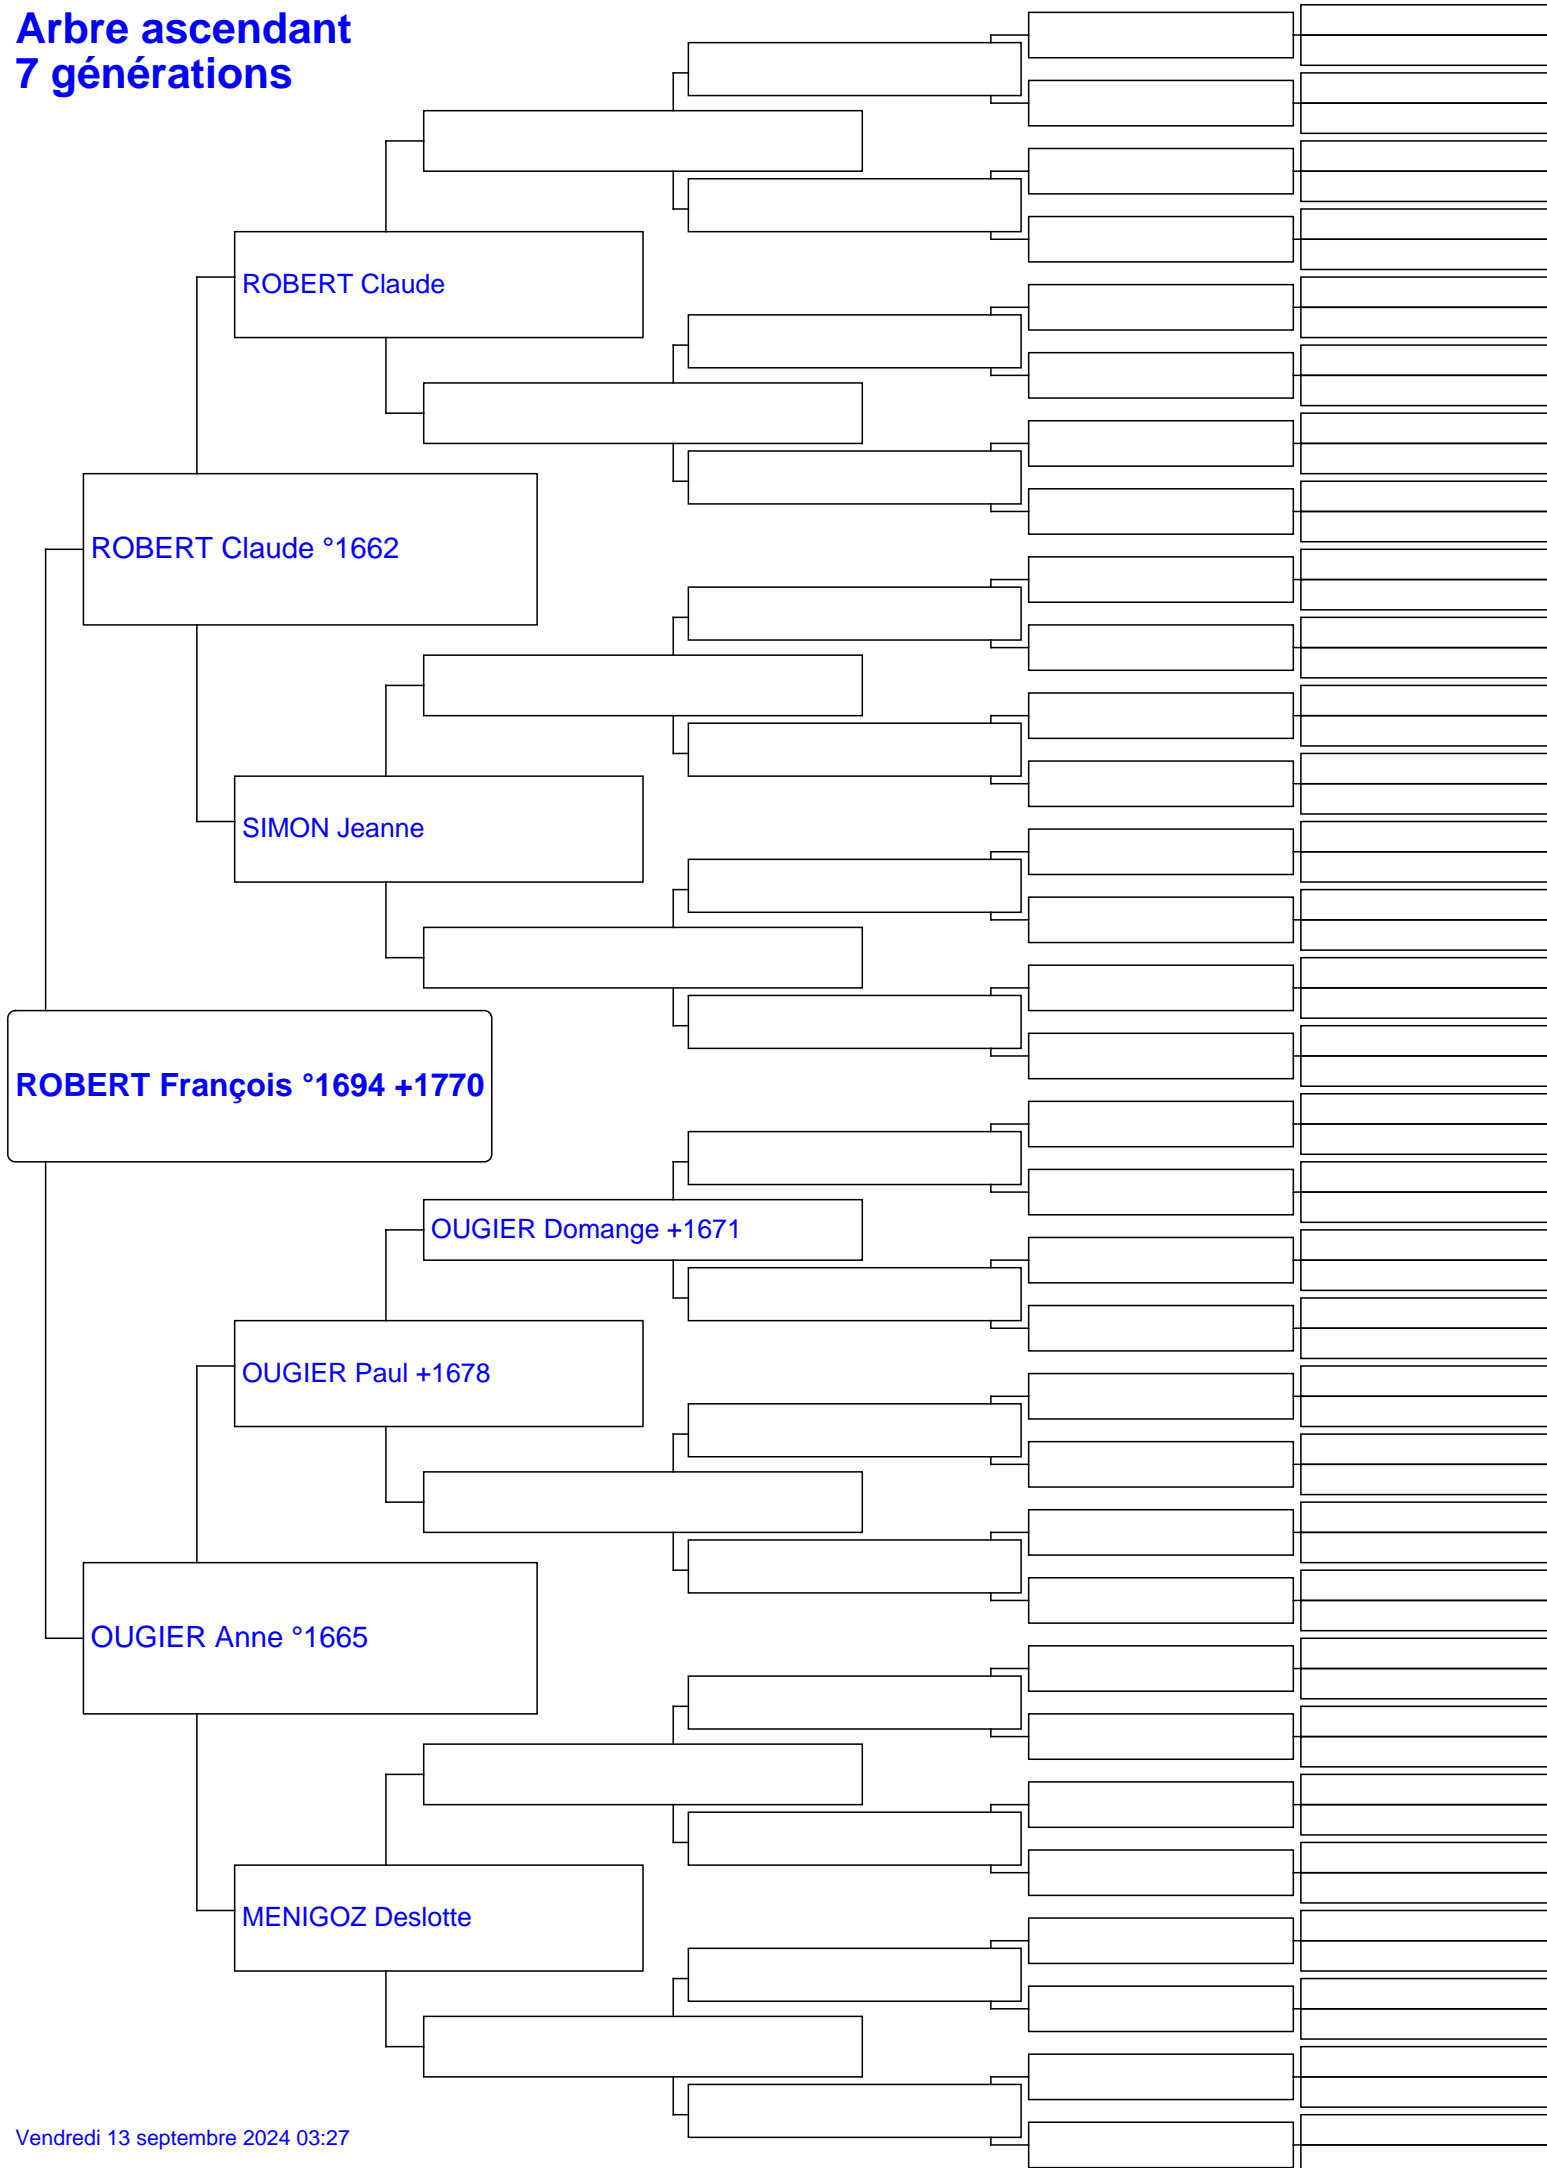 Arbre ascendant
7 générations
ROBERT Claude
ROBERT Claude °1662
SIMON Jeanne
ROBERT François °1694 +1770
OUGIER Domange +1671
OUGIER Paul +1678
OUGIER Anne °1665
MENIGOZ Deslotte
Vendredi 13 septembre 2024 03:27